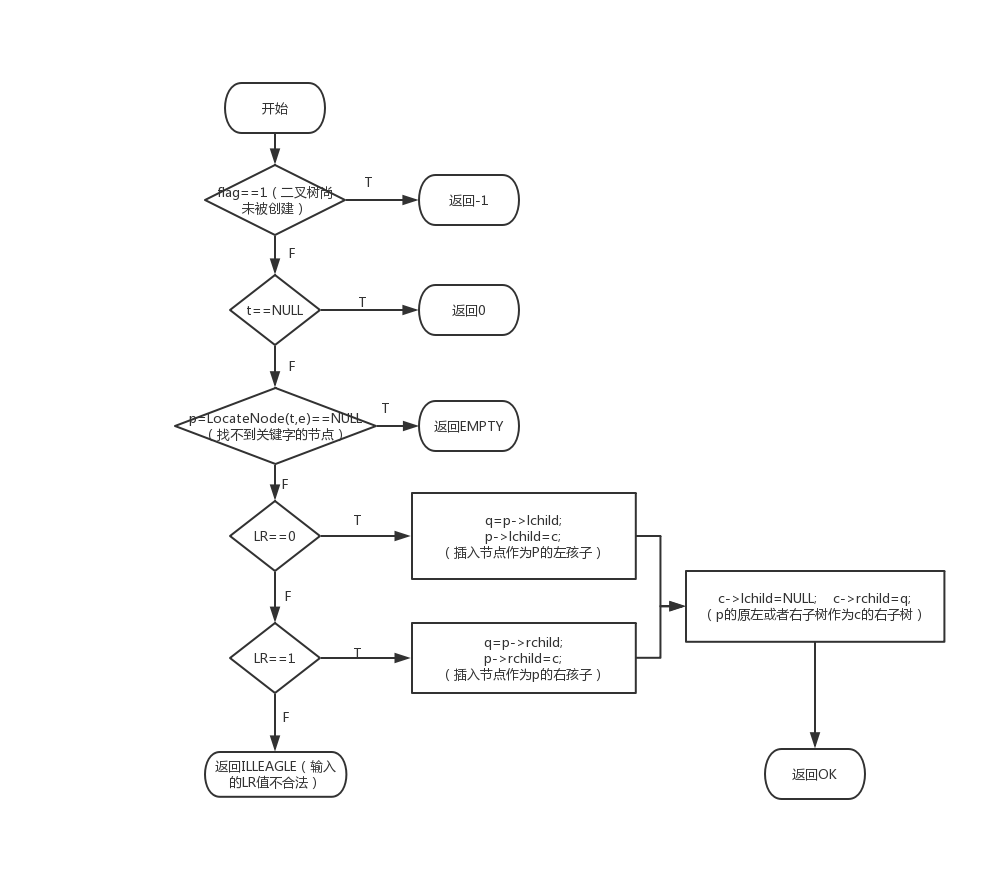 开始
flag==1（二叉树尚
未被创建）
T
返回-1
F
t==NULL
T
返回0
F
p=LocateNode(t,e)==NULL
（找不到关键字的节点）
T
返回EMPTY
F
LR==0
T
q=p->lchild;
p->lchild=c;
（插入节点作为P的左孩子）
F
LR==1
T
q=p->rchild;
p->rchild=c;
（插入节点作为p的右孩子）
c->lchild=NULL; c->rchild=q;
（p的原左或者右子树作为c的右子树）
F
返回ILLEAGLE（输入
的LR值不合法）
返回OK